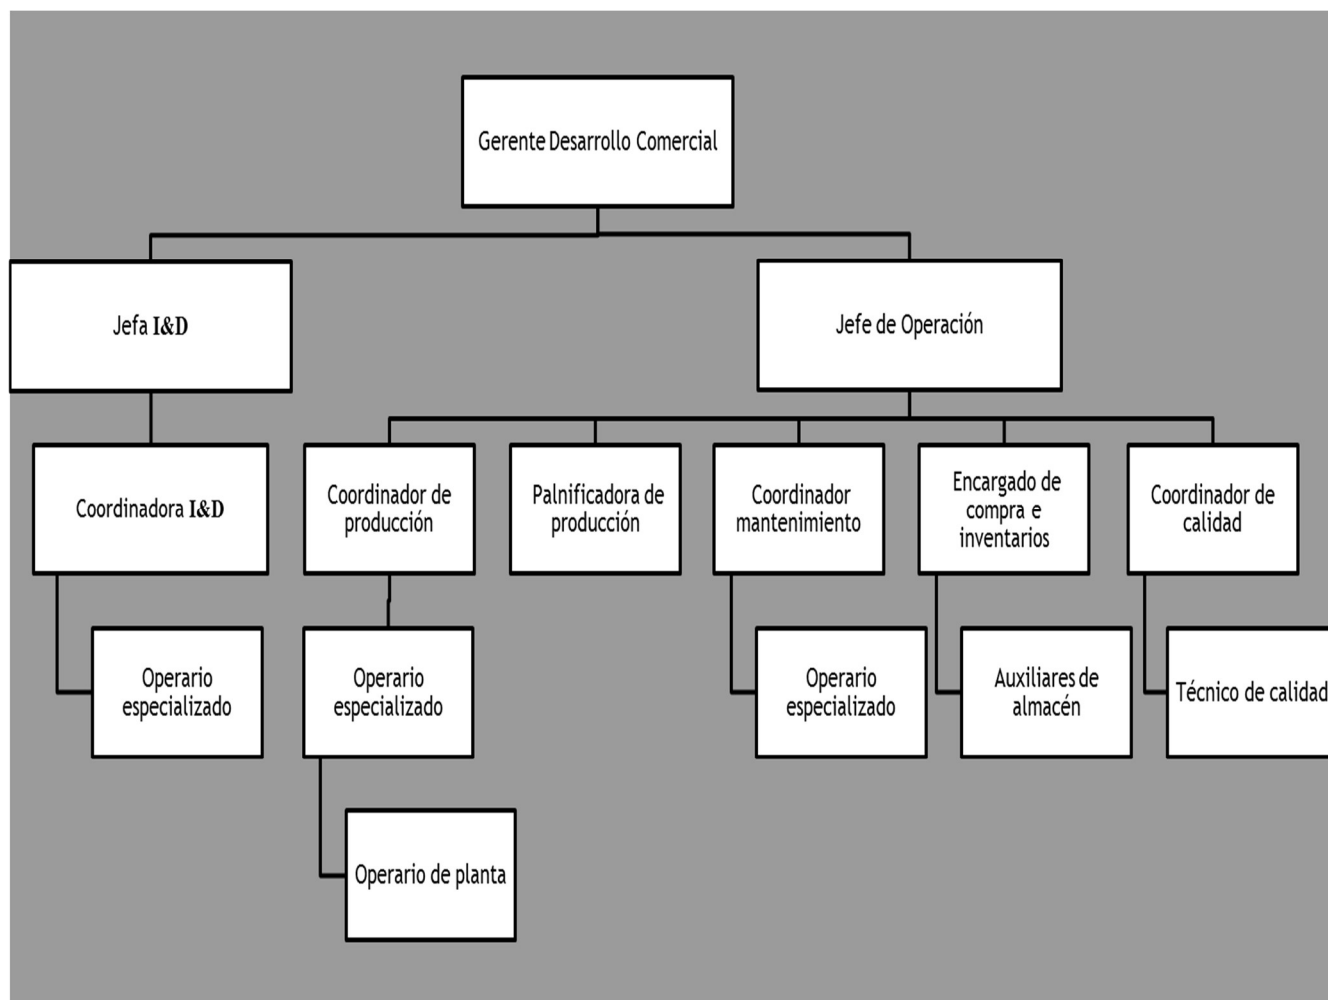 Gerente Desarrollo Comercial
Jefa I&D
Jefe de Operación
Coordinadora I&D
Coordinador de
producción
Palnificadora de
producción
Coordinador
mantenimiento
Encargado de
compra e
inventarios
Coordinador de
calidad
Operario
especializado
Operario
especializado
Operario
especializado
Auxiliares de
almacén
Técnico de calidad
Operario de planta